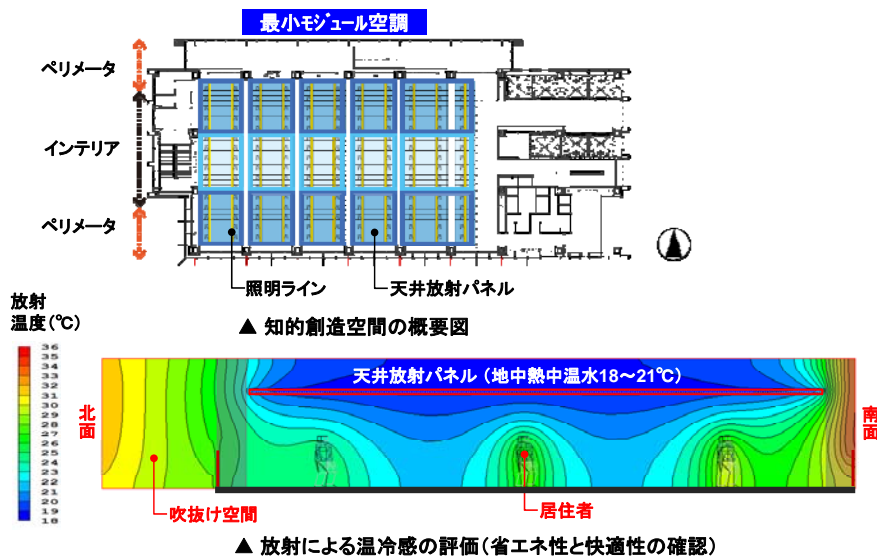 最小モジュール空調
ペリメータ
インテリア
ペリメータ
照明ライン
天井放射パネル
▲ 知的創造空間の概要図
放射
温度(℃)
36
35
34
33
32
31
30
29
28
27
26
25
24
23
22
21
20
19
18
天井放射パネル (地中熱中温水18~21℃)
北面
南面
吹抜け空間
居住者
▲ 放射による温冷感の評価(省エネ性と快適性の確認)